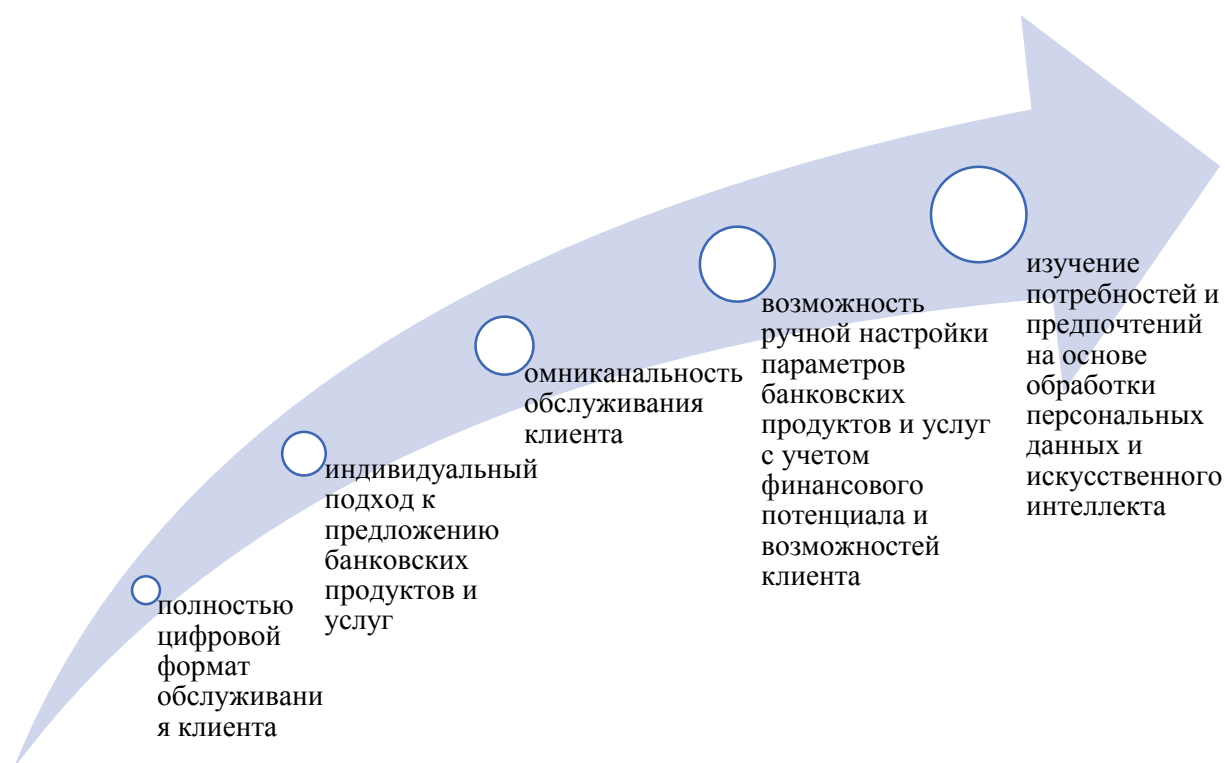 полностью
цифровой
формат
обслуживани
я клиента
индивидуальный
подход к
предложению
банковских
продуктов и
услуг
омниканальность
обслуживания
клиента
возможность
ручной настройки
параметров
банковских
продуктов и услуг
с учетом
финансового
потенциала и
возможностей
клиента
изучение
потребностей и
предпочтений
на основе
обработки
персональных
данных и
искусственного
интеллекта